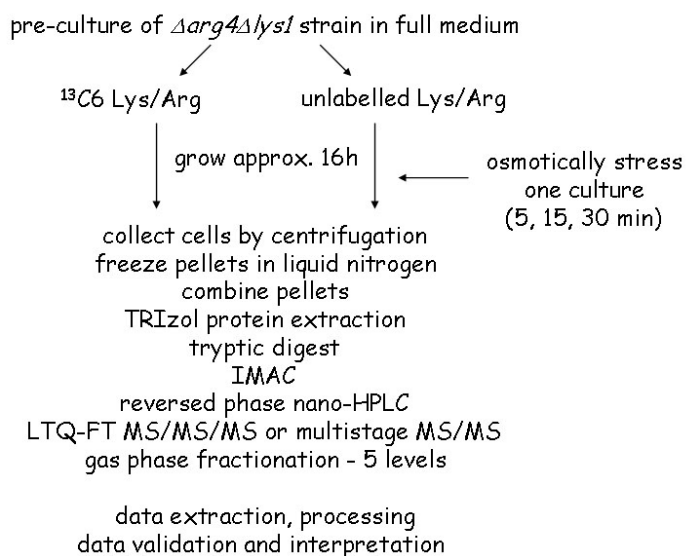 pre-culture of Δarg4Δlys1 strain in full medium
¹³C6 Lys/Arg
unlabelled Lys/Arg
grow approx. 16h
osmotically stress
one culture
(5, 15, 30 min)
collect cells by centrifugation
freeze pellets in liquid nitrogen
combine pellets
TRIzol protein extraction
tryptic digest
IMAC
reversed phase nano-HPLC
LTQ-FT MS/MS/MS or multistage MS/MS
gas phase fractionation - 5 levels
data extraction, processing
data validation and interpretation